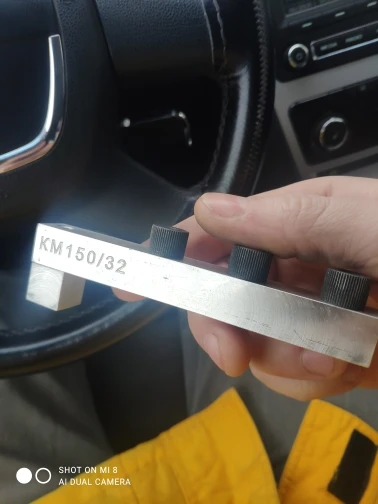 KM150/32
SHOT ON MI 8
AI DUAL CAMERA